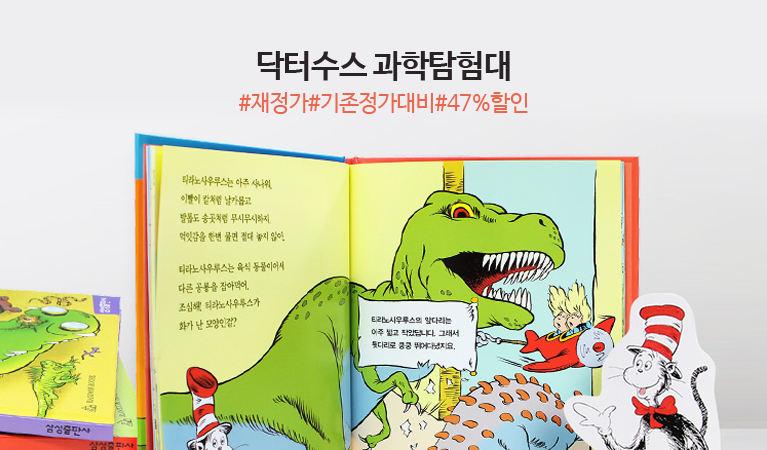 닥터수스 과학탐험대
#재정가#기존정가대비#47%할인
티라노사우루스는 아주 사나워.
이빨이 칼처럼 날카롭고
발톱도 송곳처럼 무시무시하지.
먹잇감을 한번 물면 절대 놓지 않아.
티라노사우루스는 육식 동물이어서
다른 공룡을 잡아먹어.
조심해! 티라노사우루스가
화가 난 모양인걸?
티라노사우루스의 앞다리는
아주 짧고 작았답니다. 그래서
뒷다리로 쿵쿵 뛰어다녔지요.
삼성출판사
삼성출판사